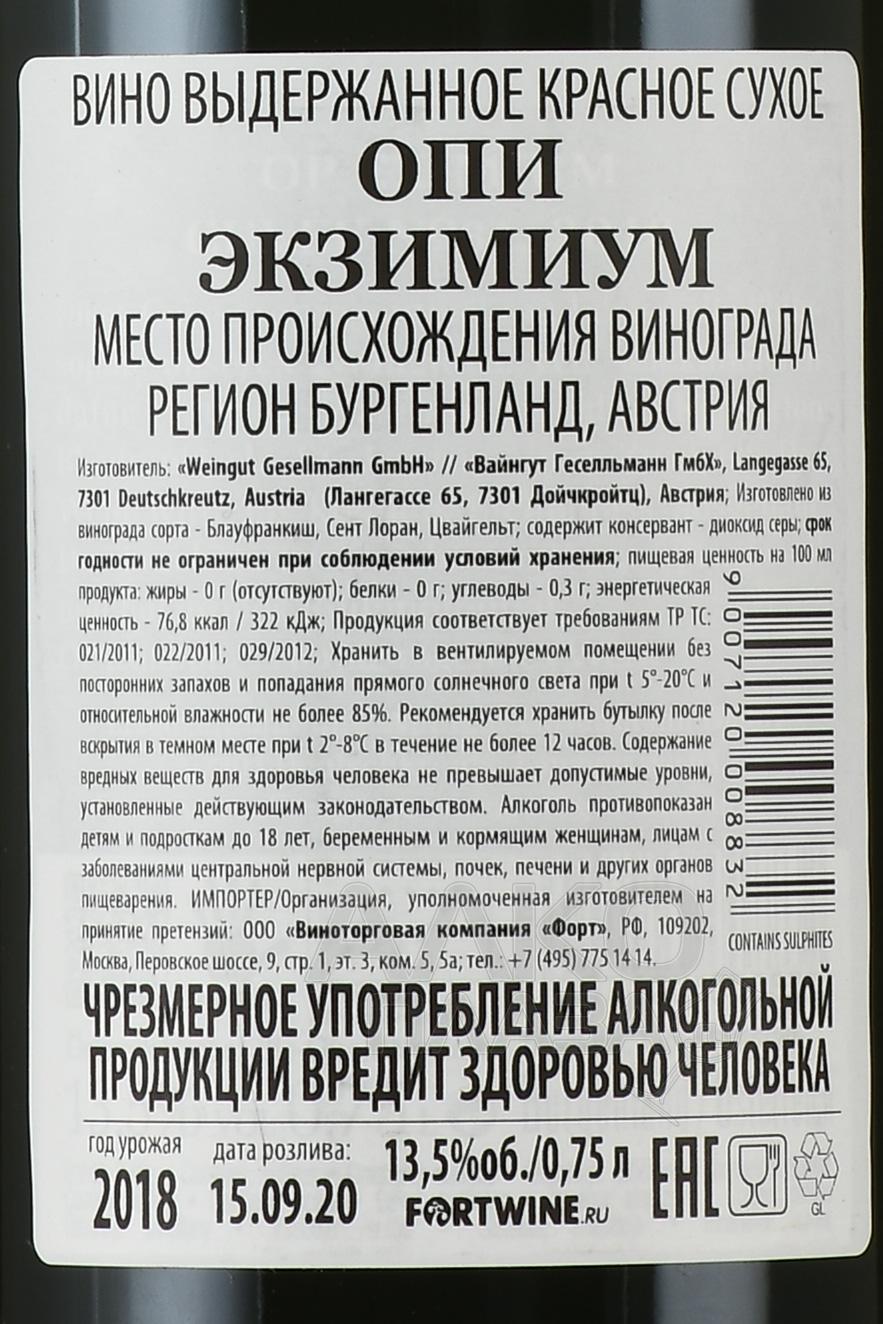 ВИНО ВЫДЕРЖАННОЕ КРАСНОЕ СУХОЕ
ОПИ
ЭКЗИМИУМ
МЕСТО ПРОИСХОЖДЕНИЯ ВИНОГРАДА
РЕГИОН БУРГЕНЛАНД, АВСТРИЯ
Изготовитель: «Weingut Gesellmann GmbH» // «Вайнгут Геселльманн ГмбХ», Langegasse 65,
7301 Deutschkreutz, Austria (Лангегассе 65, 7301 Дойчкройтц), Австрия; Изготовлено из
винограда сорта - Блауфранкиш, Сент Лоран, Цвайгельт; содержит консервант - диоксид серы; срок
годности не ограничен при соблюдении условий хранения; пищевая ценность на 100 мл
продукта: жиры - 0 г (отсутствуют); белки - 0 г; углеводы - 0,3 г; энергетическая
ценность - 76,8 ккал / 322 кДж; Продукция соответствует требованиям ТР ТС:
021/2011; 022/2011; 029/2012; Хранить в вентилируемом помещении без
посторонних запахов и попадания прямого солнечного света при t 5°-20°С и
относительной влажности не более 85%. Рекомендуется хранить бутылку после
вскрытия в темном месте при t 2°-8°С в течение не более 12 часов. Содержание
вредных веществ для здоровья человека не превышает допустимые уровни,
установленные действующим законодательством. Алкоголь противопоказан
детям и подросткам до 18 лет, беременным и кормящим женщинам, лицам с
заболеваниями центральной нервной системы, почек, печени и других органов
пищеварения. ИМПОРТЕР/Организация, уполномоченная изготовителем на
принятие претензий: ООО «Виноторговая компания «Форт», РФ, 109202,
Москва, Перовское шоссе, 9, стр. 1, эт. 3, ком. 5, 5а; тел.: +7 (495) 775 14 14.
9 007120 008832
CONTAINS SULPHITES
ЧРЕЗМЕРНОЕ УПОТРЕБЛЕНИЕ АЛКОГОЛЬНОЙ
ПРОДУКЦИИ ВРЕДИТ ЗДОРОВЬЮ ЧЕЛОВЕКА
год урожая
2018
дата розлива:
15.09.20
13,5%об./0,75 л
FORTWINE.RU
EAC
GL